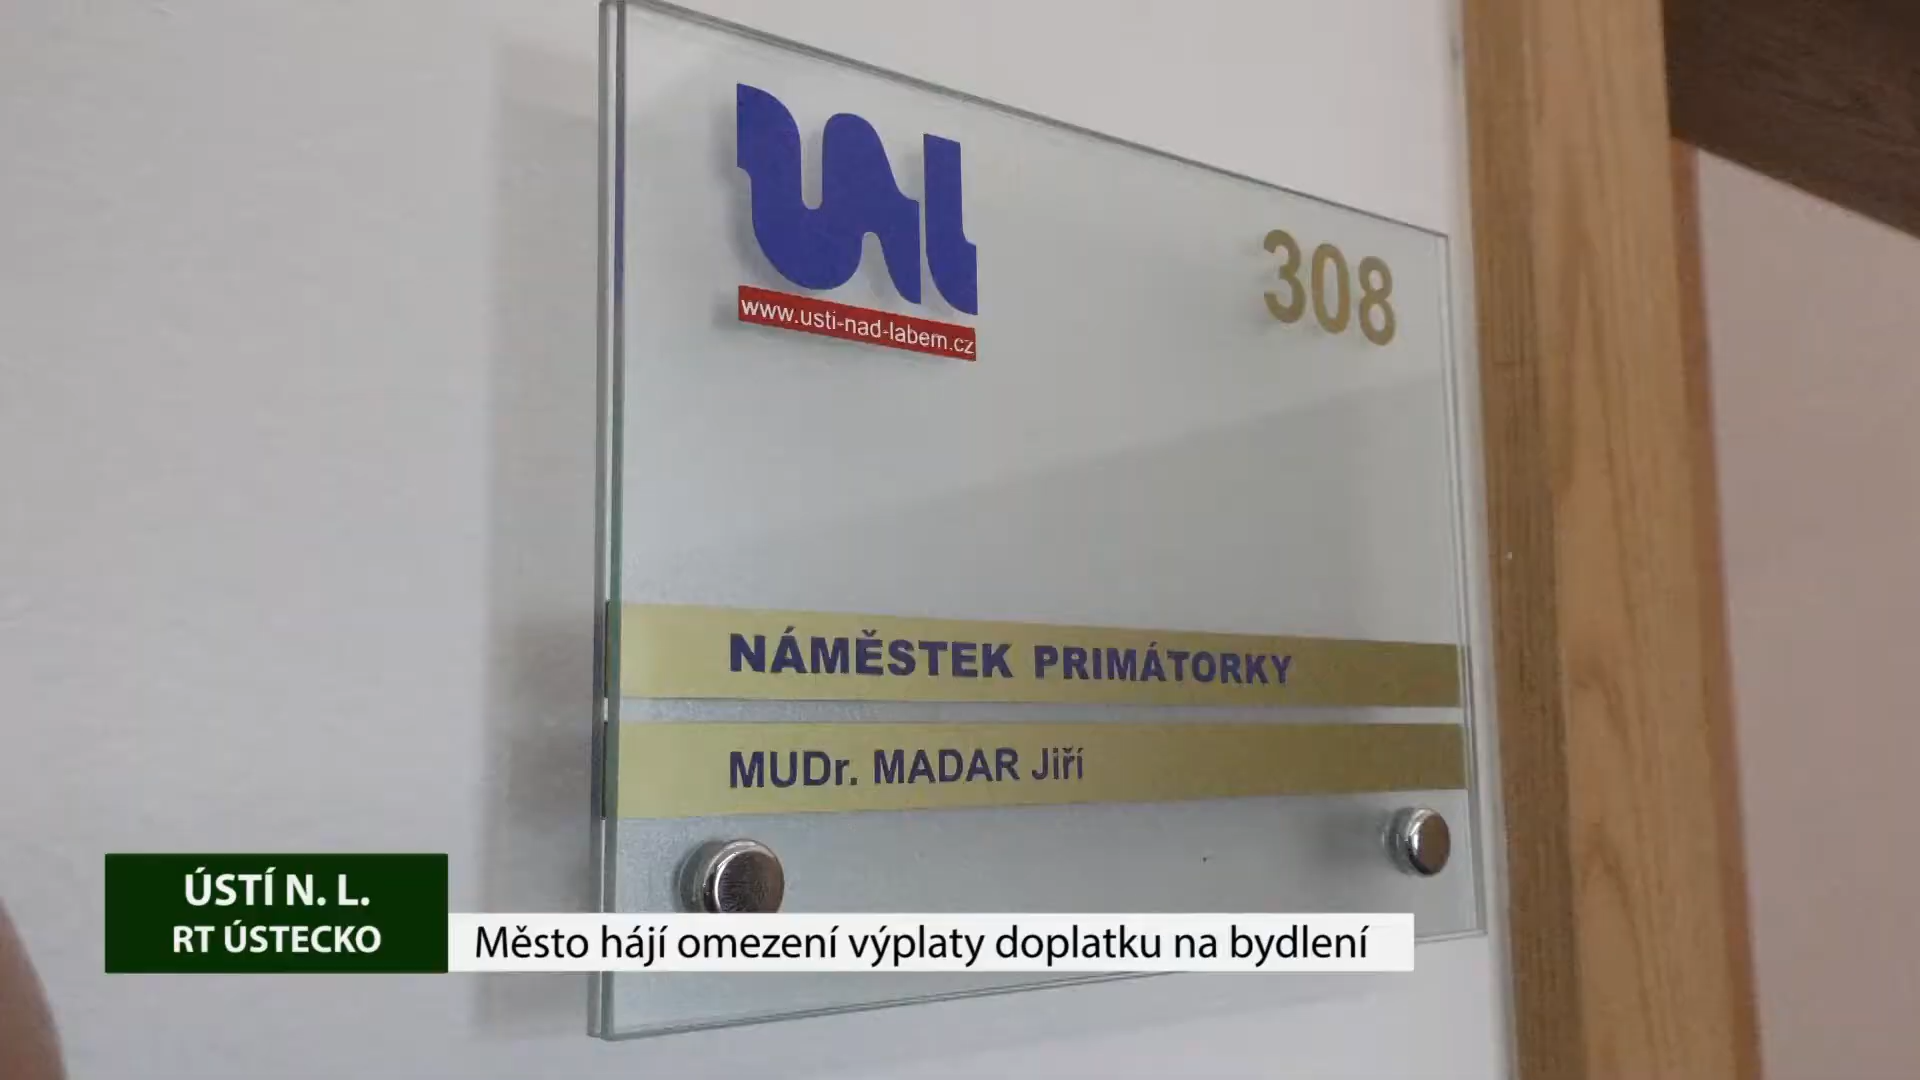 UNL
www.usti-nad-labem.cz
308
NÁMĚSTEK PRIMÁTORKY
MUDr. MADAR Jiří
ÚSTÍ N. L.
RT ÚSTECKO
Město hájí omezení výplaty doplatku na bydlení